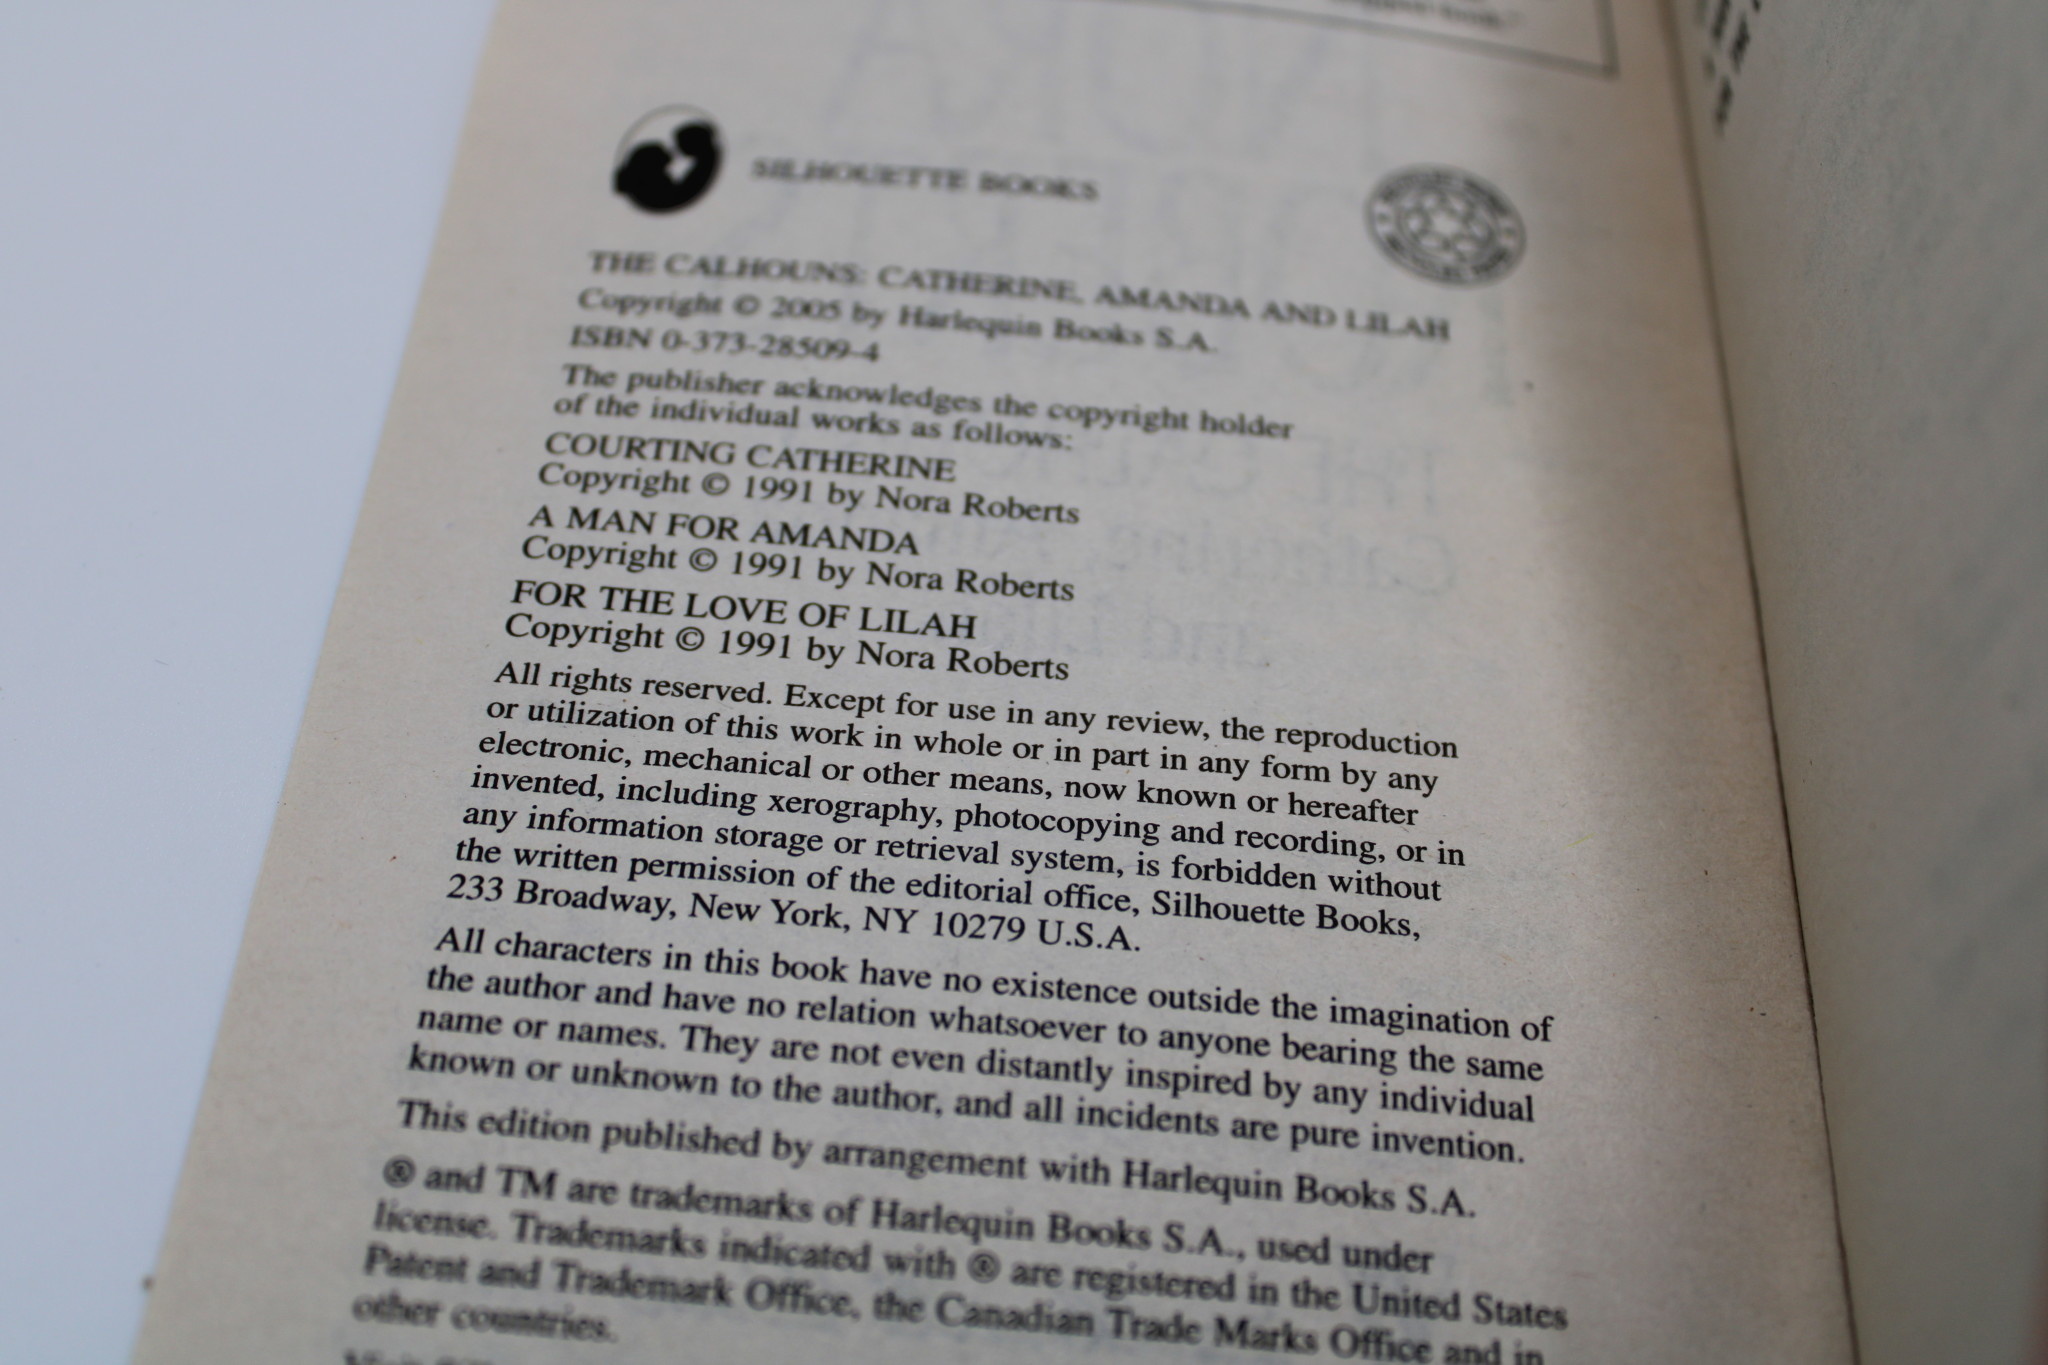 SILHOUETTE BOOKS
THE CALHOUNS: CATHERINE, AMANDA AND LILAH
Copyright © 2005 by Harlequin Books S.A.
ISBN 0-373-28509-4
The publisher acknowledges the copyright holder
of the individual works as follows:
COURTING CATHERINE
Copyright © 1991 by Nora Roberts
A MAN FOR AMANDA
Copyright © 1991 by Nora Roberts
FOR THE LOVE OF LILAH
Copyright © 1991 by Nora Roberts
All rights reserved. Except for use in any review, the reproduction
or utilization of this work in whole or in part in any form by any
electronic, mechanical or other means, now known or hereafter
invented, including xerography, photocopying and recording, or in
any information storage or retrieval system, is forbidden without
the written permission of the editorial office, Silhouette Books,
233 Broadway, New York, NY 10279 U.S.A.
All characters in this book have no existence outside the imagination of
the author and have no relation whatsoever to anyone bearing the same
name or names. They are not even distantly inspired by any individual
known or unknown to the author, and all incidents are pure invention.
This edition published by arrangement with Harlequin Books S.A.
® and TM are trademarks of Harlequin Books S.A., used under
license. Trademarks indicated with ® are registered in the United States
Patent and Trademark Office, the Canadian Trade Marks Office and in
other countries.